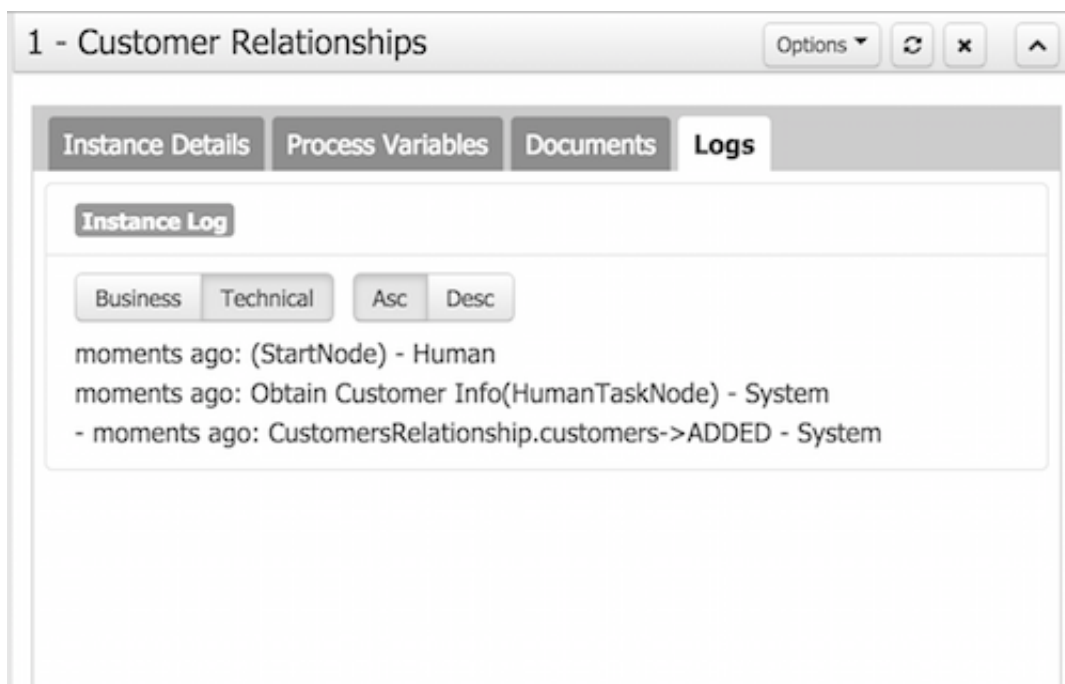 1 - Customer Relationships Options
Instance Details Process Variables Documents Logs
Instance Log
Business Technical Asc Desc
moments ago: (StartNode) - Human
moments ago: Obtain Customer Info(HumanTaskNode) - System
- moments ago: CustomersRelationship.customers->ADDED - System